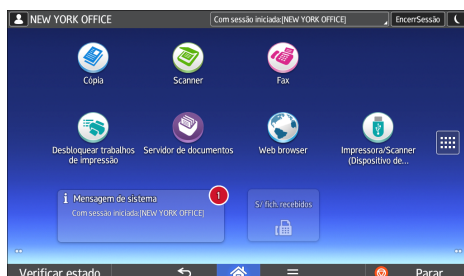 NEW YORK OFFICE
Com sessão iniciada:[NEW YORK OFFICE]
EncerrSessão
Cópia
Scanner
Fax
Desbloquear trabalhos
de impressão
Servidor de documentos
Web browser
Impressora/Scanner
(Dispositivo de...
Mensagem de sistema
1
Com sessão iniciada:[NEW YORK OFFICE]
S/ fich. recebidos
Verificar estado
Parar